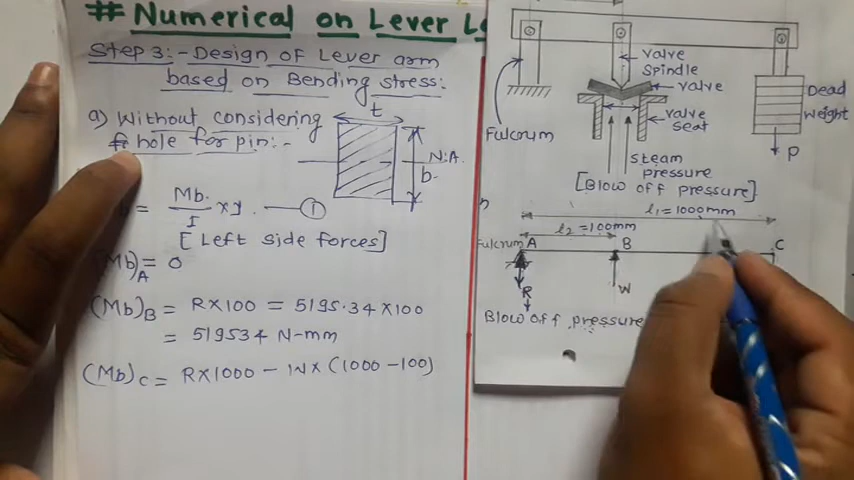 # Numerical on Lever
Step 3:- Design of Lever arm
based on Bending stress:
a) Without considering
hole for pin:-
t
N.A.
b.
= Mb. / I × y. — ①
[Left side forces]
(Mb)A = 0
(Mb)B = R×100 = 5195.34 ×100
= 519534 N-mm
(Mb)C = R×1000 - W× (1000 -100)
valve
spindle
valve
Dead
weight
valve
seat
Fulcrum
steam
pressure
P
[Blow off pressure]
l1 = 1000mm
l2 = 100mm
Fulcrum A
B
C
R
W
Blow off pressure